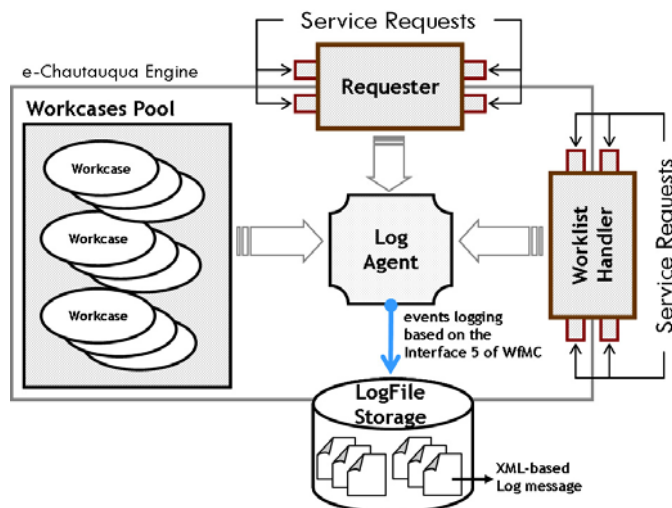 Service Requests
e-Chautauqua Engine
Requester
Workcases Pool
Workcase
Workcase
Workcase
Log
Agent
Worklist
Handler
Service Requests
events logging
based on the
Interface 5 of WfMC
LogFile
Storage
XML-based
Log message